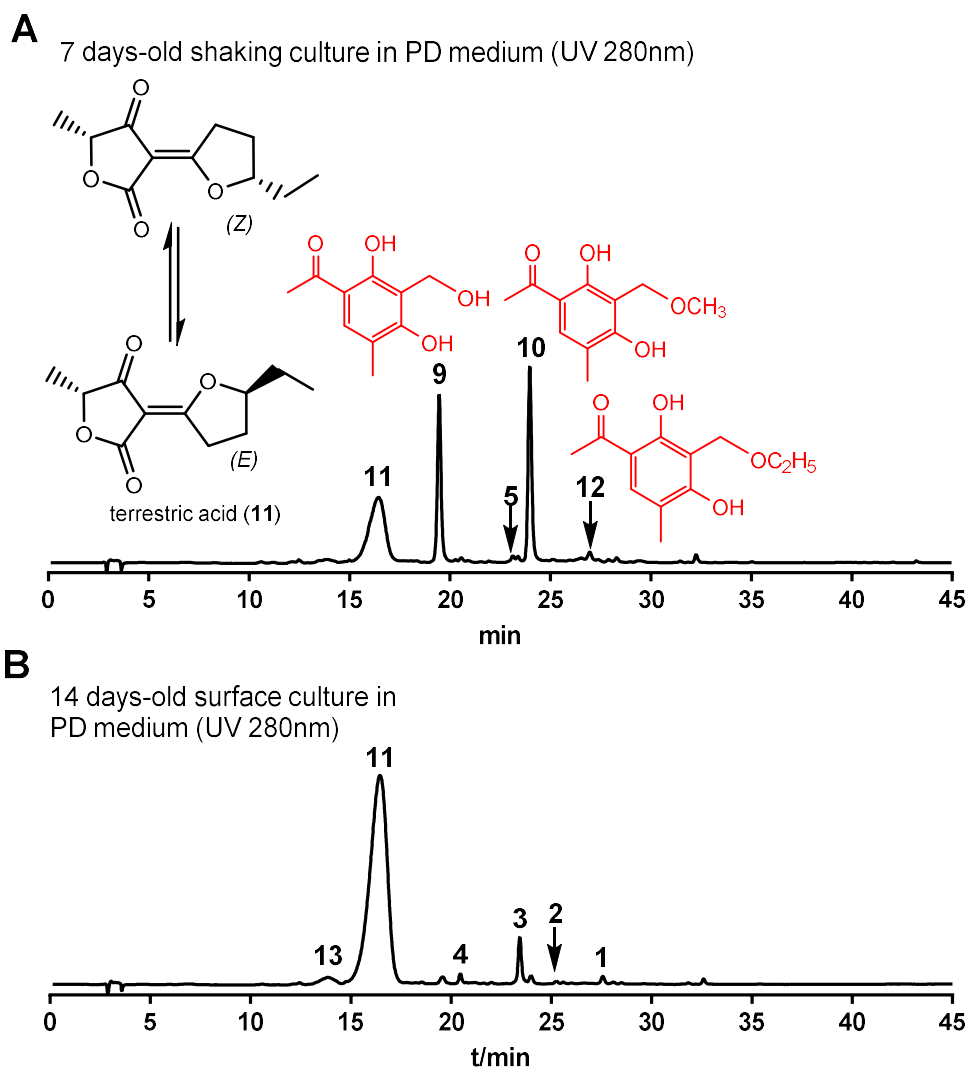 A
7 days-old shaking culture in PD medium (UV 280nm)
O
O
O
O
(Z)
O
OH
OH
OH
9
O
OH
OCH3
OH
10
O
O
O
O
(E)
terrestric acid (11)
O
OH
OC2H5
OH
11
5
12
0 5 10 15 20 25 30 35 40 45
min
B
14 days-old surface culture in
PD medium (UV 280nm)
11
13
4
3
2
1
0 5 10 15 20 25 30 35 40 45
t/min